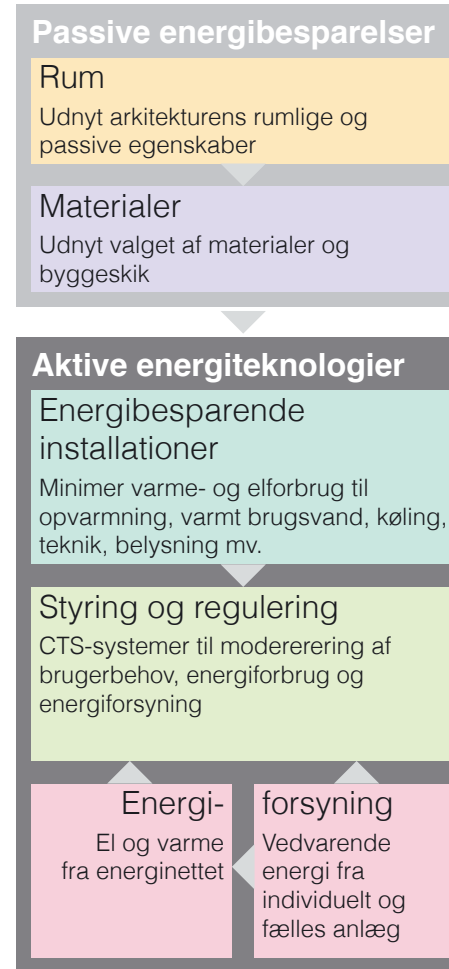 Passive energibesparelser
Rum
Udnyt arkitekturens rumlige og
passive egenskaber
Materialer
Udnyt valget af materialer og
byggeskik
Aktive energiteknologier
Energibesparende
installationer
Minimer varme- og elforbrug til
opvarmning, varmt brugsvand, køling,
teknik, belysning mv.
Styring og regulering
CTS-systemer til modererering af
brugerbehov, energiforbrug og
energiforsyning
Energi-
El og varme
fra energinettet
forsyning
Vedvarende
energi fra
individuelt og
fælles anlæg